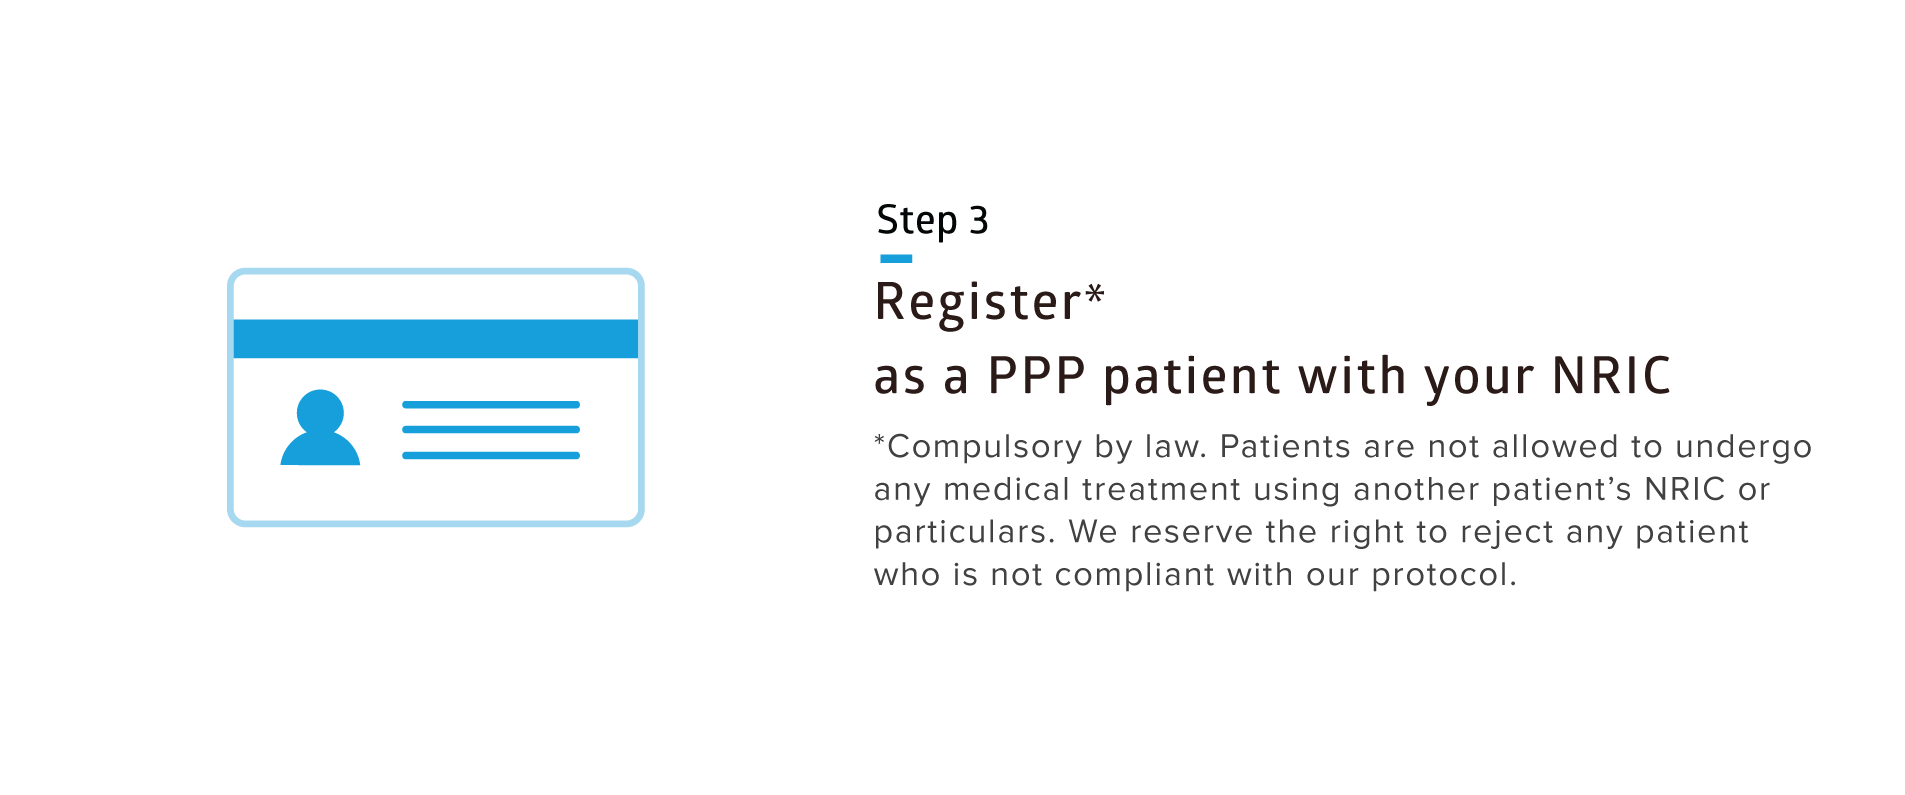 Step 3
Register*
as a PPP patient with your NRIC
*Compulsory by law. Patients are not allowed to undergo
any medical treatment using another patient’s NRIC or
particulars. We reserve the right to reject any patient
who is not compliant with our protocol.